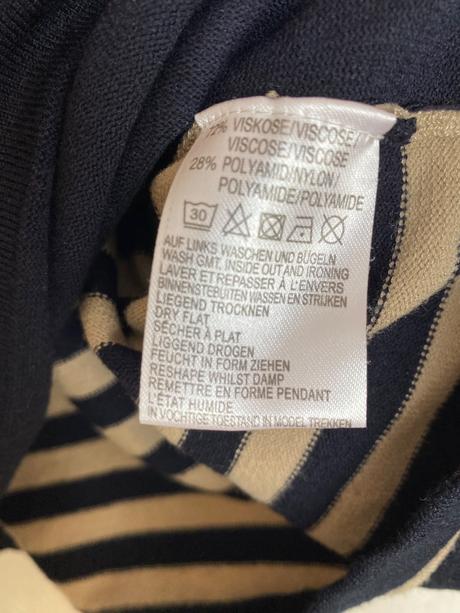 72% VISKOSE/VISCOSE/
VISCOSE/VISCOSE
28% POLYAMID/NYLON/
POLYAMIDE/POLYAMIDE
30
AUF LINKS WASCHEN UND BÜGELN
WASH GMT. INSIDE OUT AND IRONING
LAVER ET REPASSER À L'ENVERS
BINNENSTEBUITEN WASSEN EN STRIJKEN
LIEGEND TROCKNEN
DRY FLAT
SÉCHER À PLAT
LIGGEND DROGEN
FEUCHT IN FORM ZIEHEN
RESHAPE WHILST DAMP
REMETTRE EN FORME PENDANT
L'ÉTAT HUMIDE
IN VOCHTIGE TOESTAND IN MODEL TREKKEN